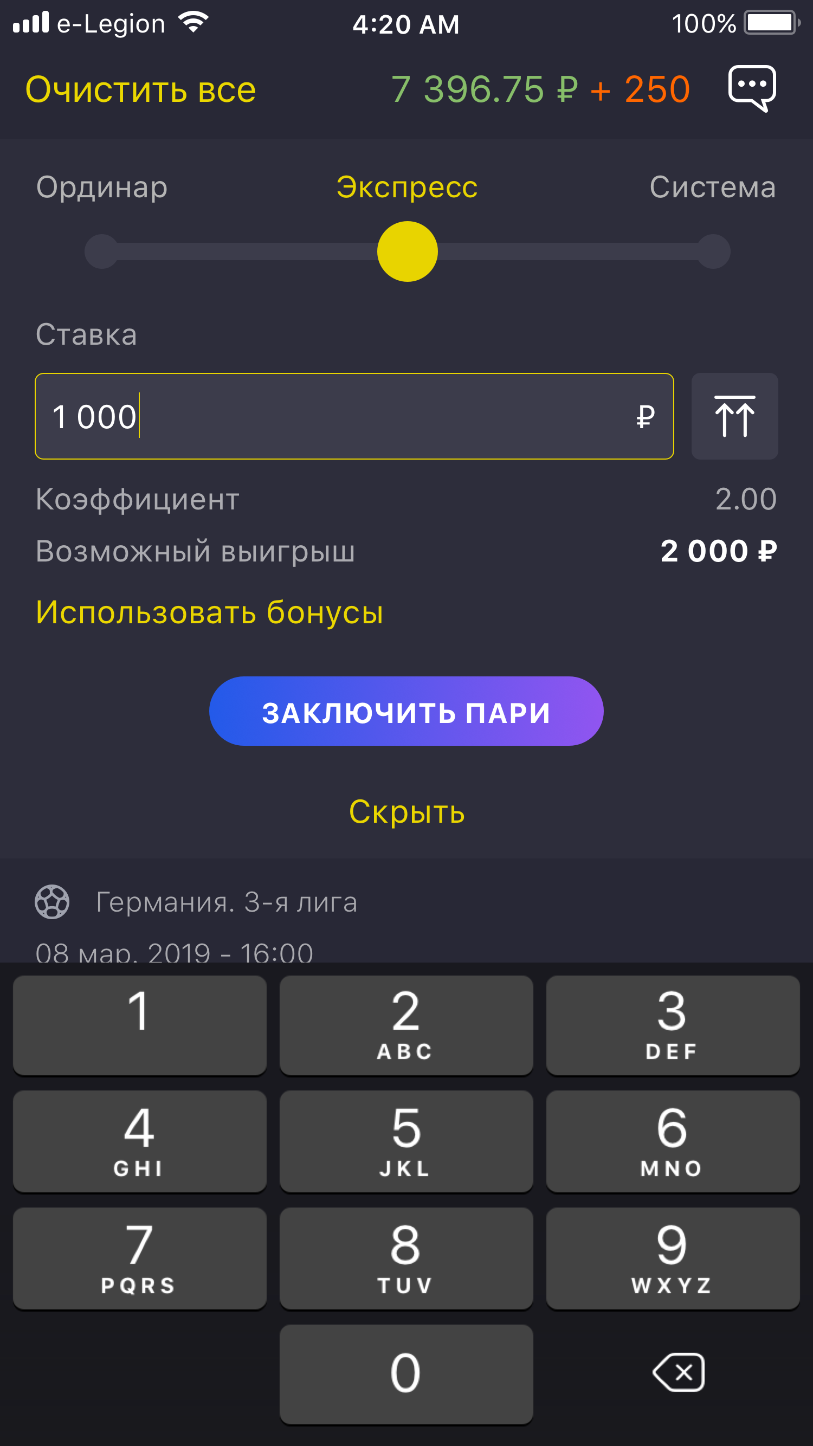 e-Legion 4:20 AM 100%
Очистить все 7 396.75 ₽ + 250
Ординар Экспресс Система
Ставка
1 000 ₽
Коэффициент 2.00
Возможный выигрыш 2 000 ₽
Использовать бонусы
ЗАКЛЮЧИТЬ ПАРИ
Скрыть
Германия. 3-я лига
08 мар. 2019 - 16:00
1 2 3
ABC DEF
4 5 6
GHI JKL MNO
7 8 9
PQRS TUV WXYZ
0